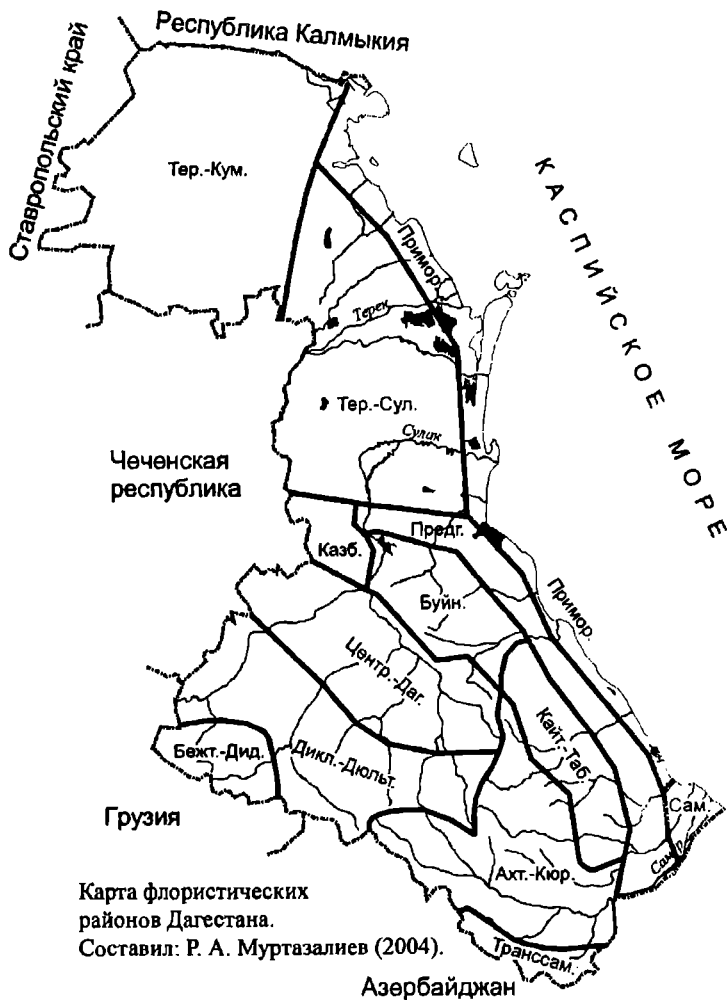 Республика Калмыкия
Ставропольский край
Тер.-Кум.
КАСПИЙСКОЕ МОРЕ
Примор.
Терек
Тер.-Сул.
Сулак
Чеченская
республика
Предг.
Казб.
Буйн.
Примор.
Центр.-Даг.
Кайт.-Таб.
Бежт.-Дид.
Дикл.-Дюльт.
Сам.
Грузия
Самур
Ахт.-Кюр.
Карта флористических
районов Дагестана.
Составил: Р. А. Муртазалиев (2004).
Транссам.
Азербайджан